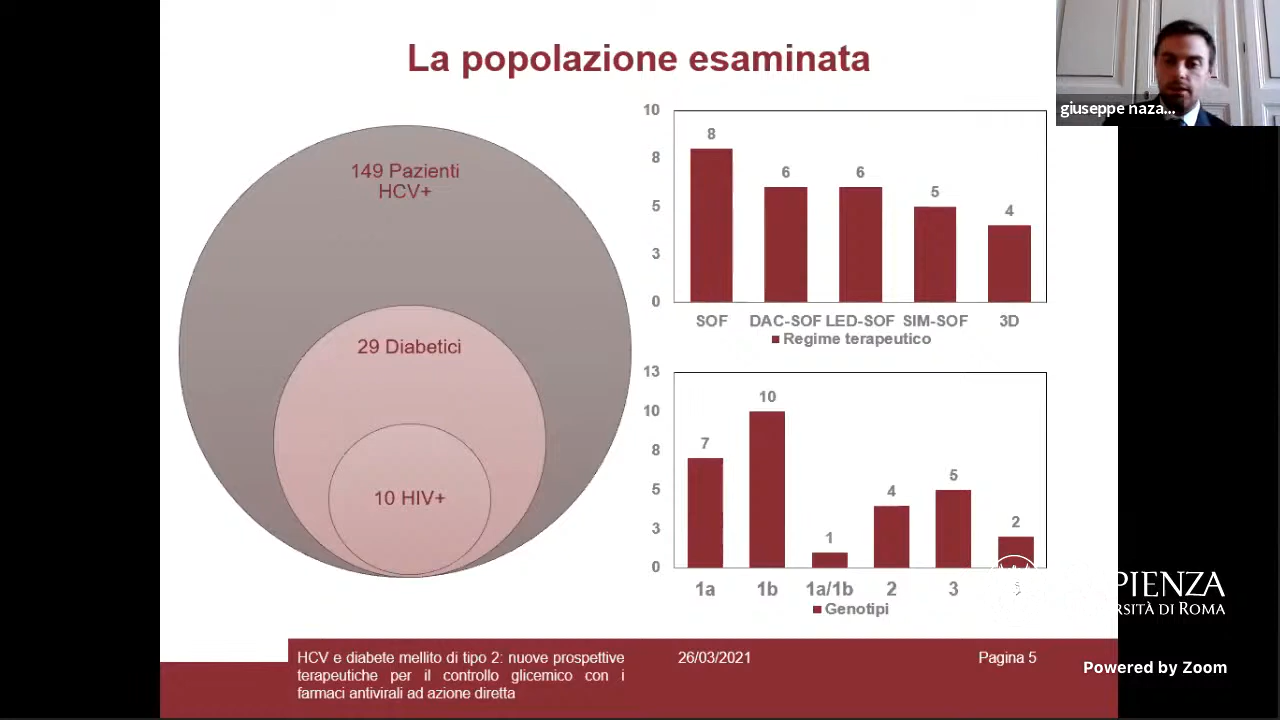 La popolazione esaminata
giuseppe naza...
149 Pazienti
HCV+
29 Diabetici
10 HIV+
10
8
5
3
0
8
6
6
5
4
SOF
DAC-SOF
LED-SOF
SIM-SOF
3D
Regime terapeutico
13
10
8
5
3
0
7
10
1
4
5
2
1a
1b
1a/1b
2
3
Genotipi
PIENZA
RSITÀ DI ROMA
HCV e diabete mellito di tipo 2: nuove prospettive
terapeutiche per il controllo glicemico con i
farmaci antivirali ad azione diretta
26/03/2021
Pagina 5
Powered by Zoom